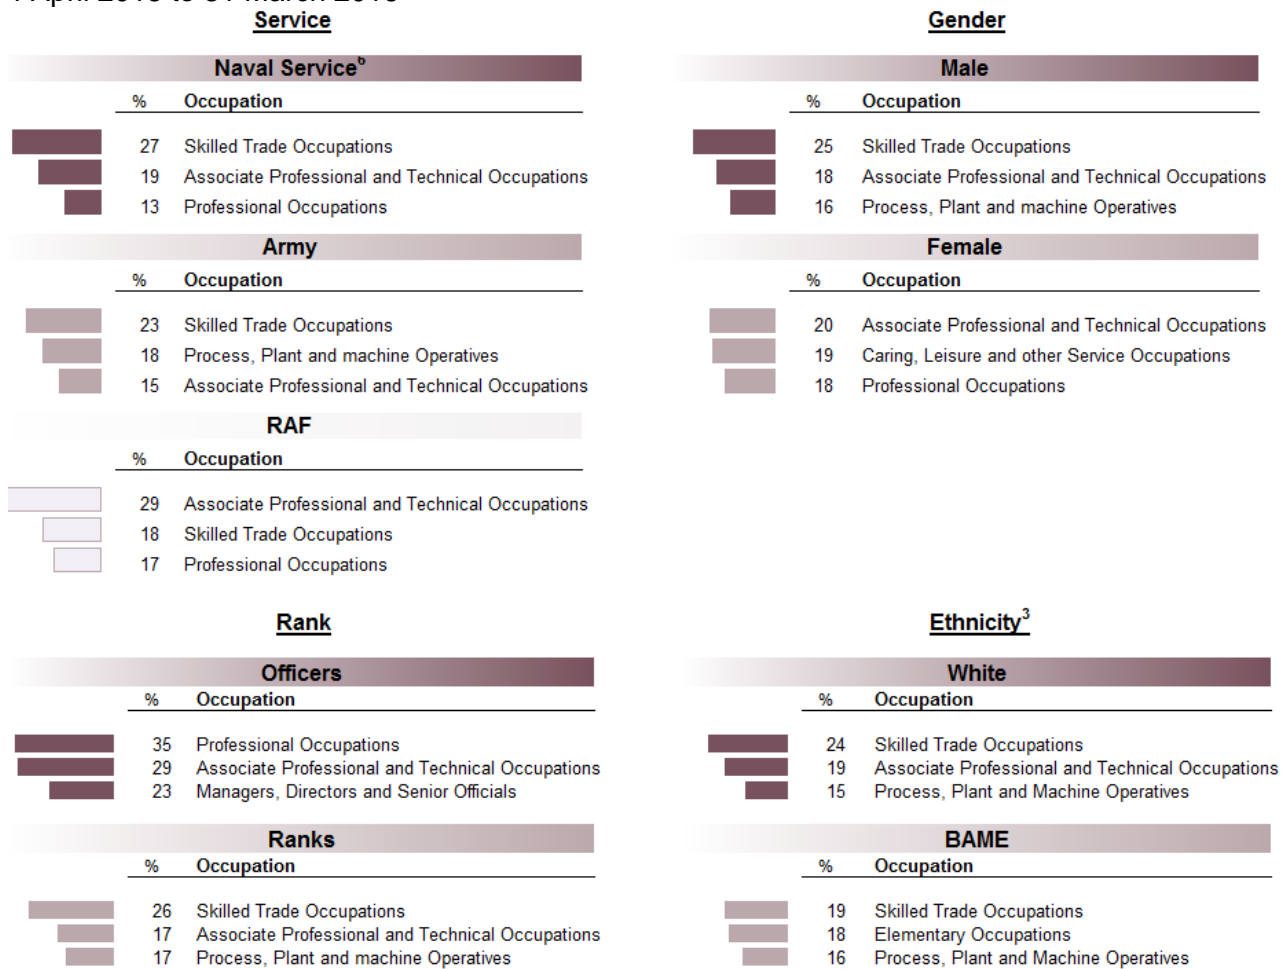 Service
Naval Service6
% Occupation
27 Skilled Trade Occupations
19 Associate Professional and Technical Occupations
13 Professional Occupations
Army
% Occupation
23 Skilled Trade Occupations
18 Process, Plant and machine Operatives
15 Associate Professional and Technical Occupations
RAF
% Occupation
29 Associate Professional and Technical Occupations
18 Skilled Trade Occupations
17 Professional Occupations
Gender
Male
% Occupation
25 Skilled Trade Occupations
18 Associate Professional and Technical Occupations
16 Process, Plant and machine Operatives
Female
% Occupation
20 Associate Professional and Technical Occupations
19 Caring, Leisure and other Service Occupations
18 Professional Occupations
Rank
Officers
% Occupation
35 Professional Occupations
29 Associate Professional and Technical Occupations
23 Managers, Directors and Senior Officials
Ranks
% Occupation
26 Skilled Trade Occupations
17 Associate Professional and Technical Occupations
17 Process, Plant and machine operatives
Ethnicity3
White
% Occupation
24 Skilled Trade Occupations
19 Associate Professional and Technical Occupations
15 Process, Plant and Machine Operatives
BAME
% Occupation
19 Skilled Trade Occupations
18 Elementary Occupations
16 Process, Plant and Machine Operatives